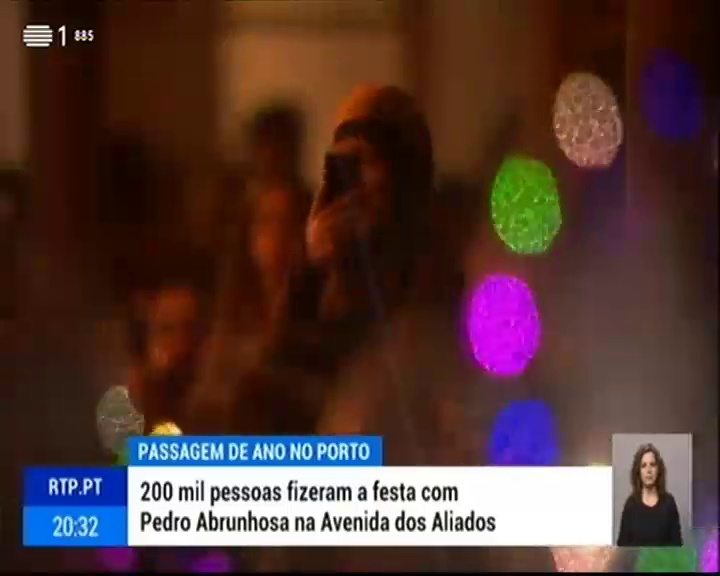 1 885
PASSAGEM DE ANO NO PORTO
RTP.PT
200 mil pessoas fizeram a festa com
20:32
Pedro Abrunhosa na Avenida dos Aliados